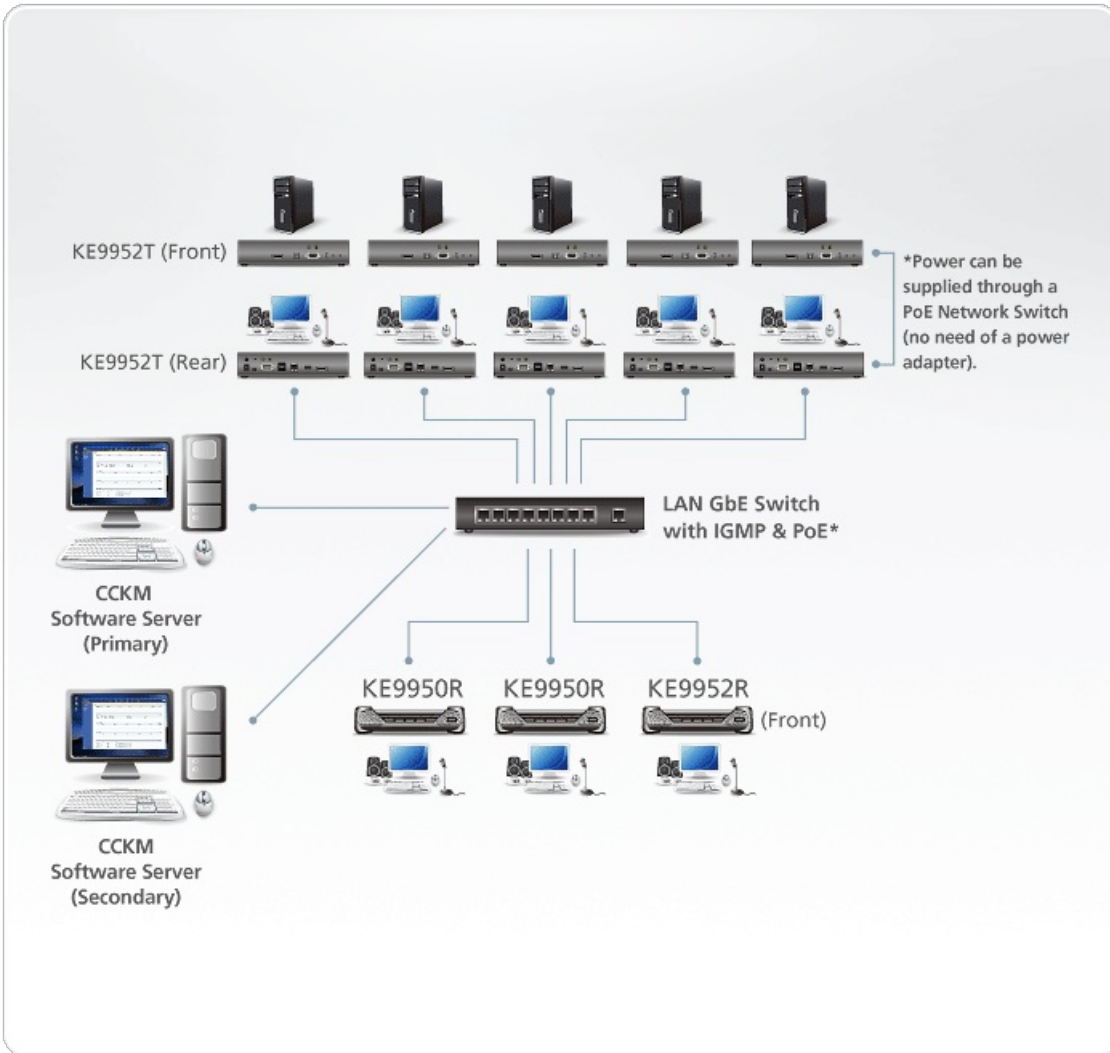 KE9952T (Front)
*Power can be
supplied through a
PoE Network Switch
(no need of a power
adapter).
KE9952T (Rear)
LAN GbE Switch
with IGMP & PoE*
CCKM
Software Server
(Primary)
KE9950R
KE9950R
KE9952R
(Front)
CCKM
Software Server
(Secondary)